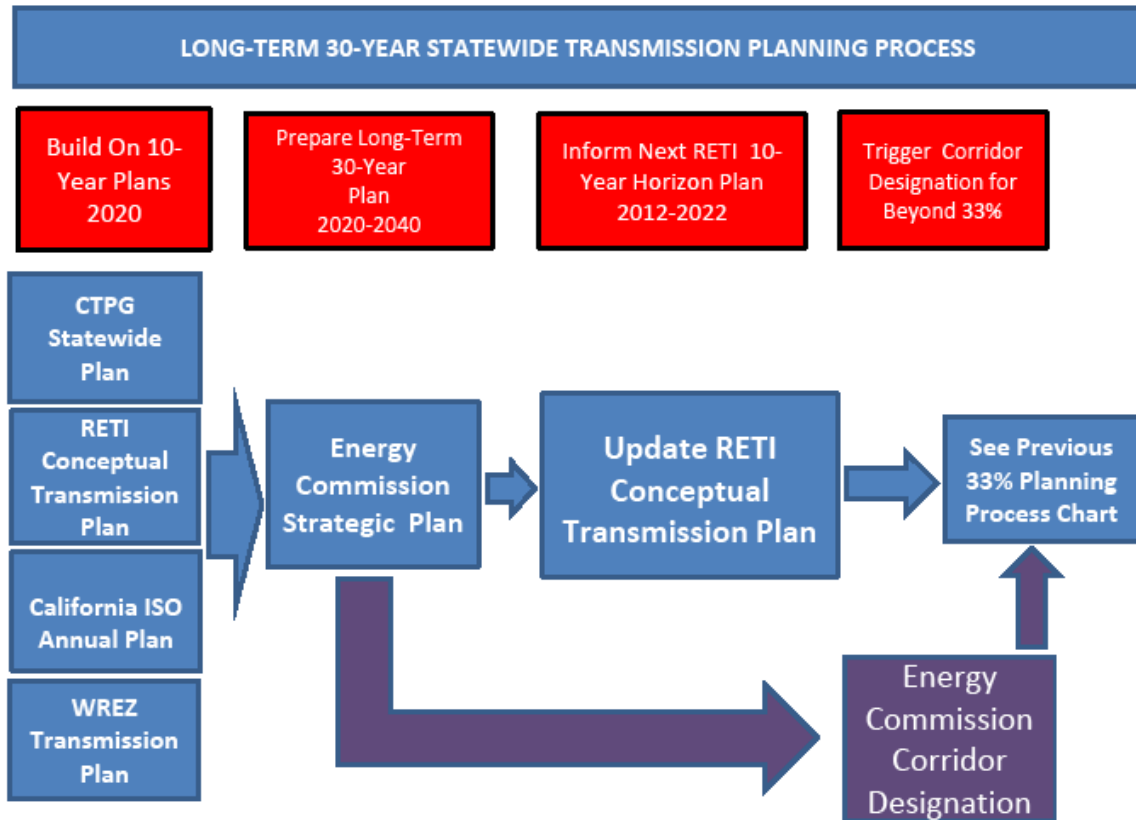 LONG-TERM 30-YEAR STATEWIDE TRANSMISSION PLANNING PROCESS
Build On 10-
Year Plans
2020
Prepare Long-Term
30-Year
Plan
2020-2040
Inform Next RETI 10-
Year Horizon Plan
2012-2022
Trigger Corridor
Designation for
Beyond 33%
CTPG
Statewide
Plan
RETI
Conceptual
Transmission
Plan
California ISO
Annual Plan
WREZ
Transmission
Plan
Energy
Commission
Strategic Plan
Update RETI
Conceptual
Transmission Plan
See Previous
33% Planning
Process Chart
Energy
Commission
Corridor
Designation